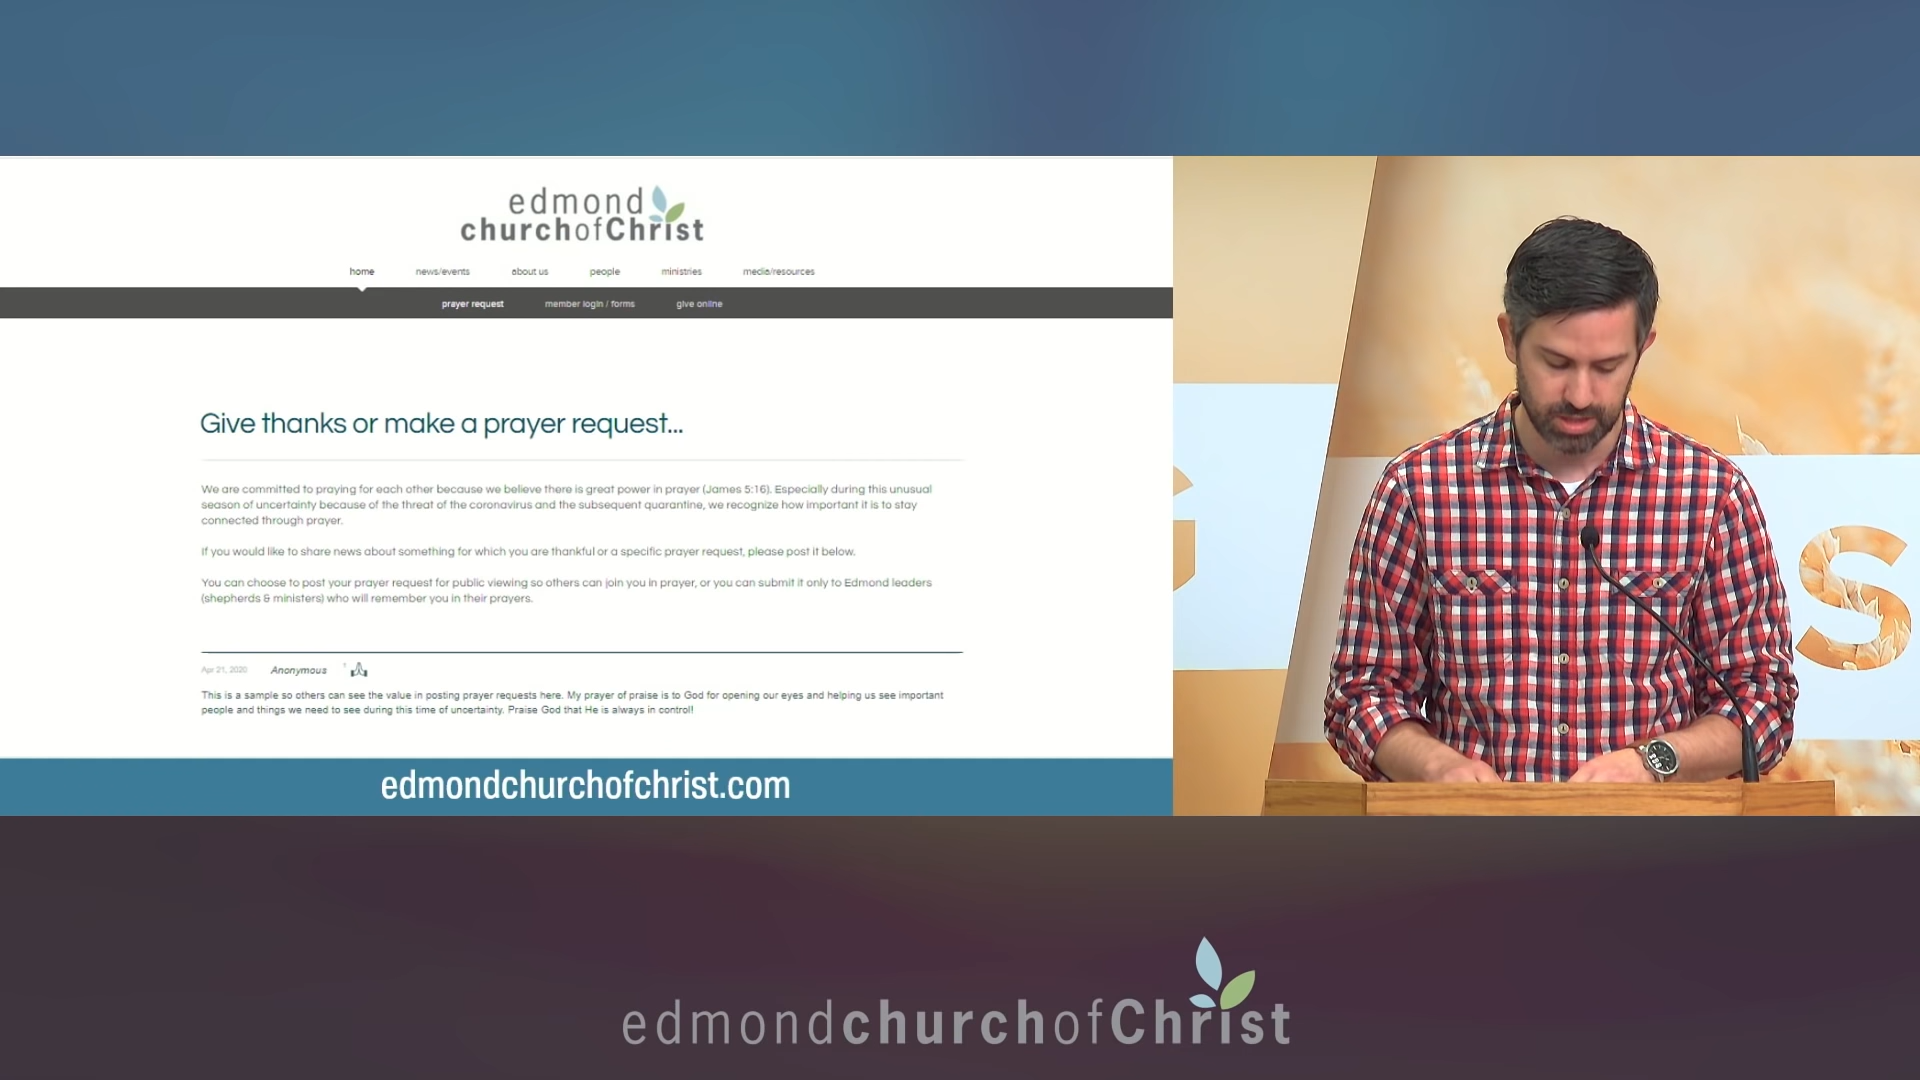 edmond
churchofChrist
home news/events about us people ministries media/resources
prayer request member login / forms give online
Give thanks or make a prayer request...
We are committed to praying for each other because we believe there is great power in prayer (James 5:16). Especially during this unusual
season of uncertainty because of the threat of the coronavirus and the subsequent quarantine, we recognize how important it is to stay
connected through prayer.
If you would like to share news about something for which you are thankful or a specific prayer request, please post it below.
You can choose to post your prayer request for public viewing so others can join you in prayer, or you can submit it only to Edmond leaders
(shepherds & ministers) who will remember you in their prayers.
Apr 21, 2020 Anonymous
This is a sample so others can see the value in posting prayer requests here. My prayer of praise is to God for opening our eyes and helping us see important
people and things we need to see during this time of uncertainty. Praise God that He is always in control!
edmondchurchofchrist.com
G S
edmondchurchofChrist